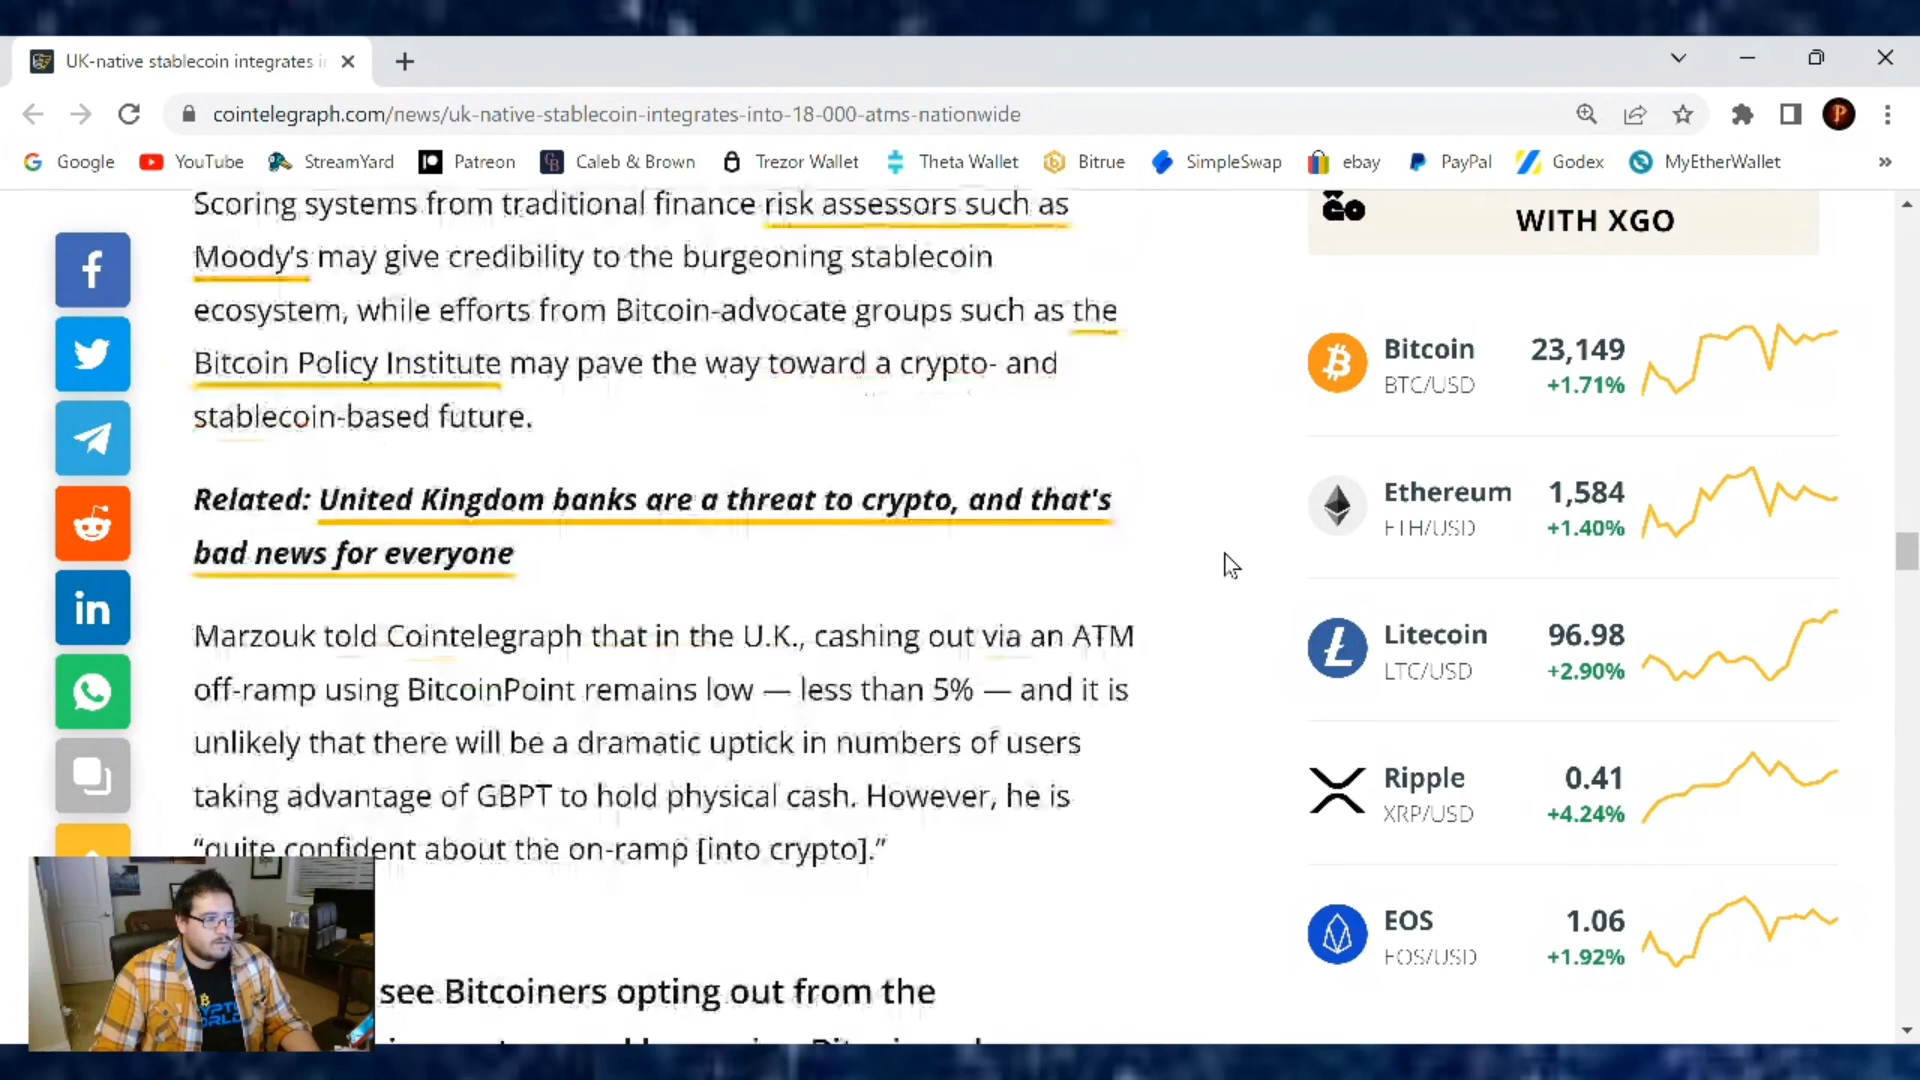 UK-native stablecoin integrates i
cointelegraph.com/news/uk-native-stablecoin-integrates-into-18-000-atms-nationwide
Google YouTube StreamYard Patreon Caleb & Brown Trezor Wallet Theta Wallet Bitrue SimpleSwap ebay PayPal Godex MyEtherWallet »
Scoring systems from traditional finance risk assessors such as
Moody's may give credibility to the burgeoning stablecoin
ecosystem, while efforts from Bitcoin-advocate groups such as the
Bitcoin Policy Institute may pave the way toward a crypto- and
stablecoin-based future.
Related: United Kingdom banks are a threat to crypto, and that's
bad news for everyone
Marzouk told Cointelegraph that in the U.K., cashing out via an ATM
off-ramp using BitcoinPoint remains low — less than 5% — and it is
unlikely that there will be a dramatic uptick in numbers of users
taking advantage of GBPT to hold physical cash. However, he is
“quite confident about the on-ramp [into crypto].”
see Bitcoiners opting out from the
WITH XGO
Bitcoin 23,149
BTC/USD +1.71%
Ethereum 1,584
ETH/USD +1.40%
Litecoin 96.98
LTC/USD +2.90%
Ripple 0.41
XRP/USD +4.24%
EOS 1.06
EOS/USD +1.92%